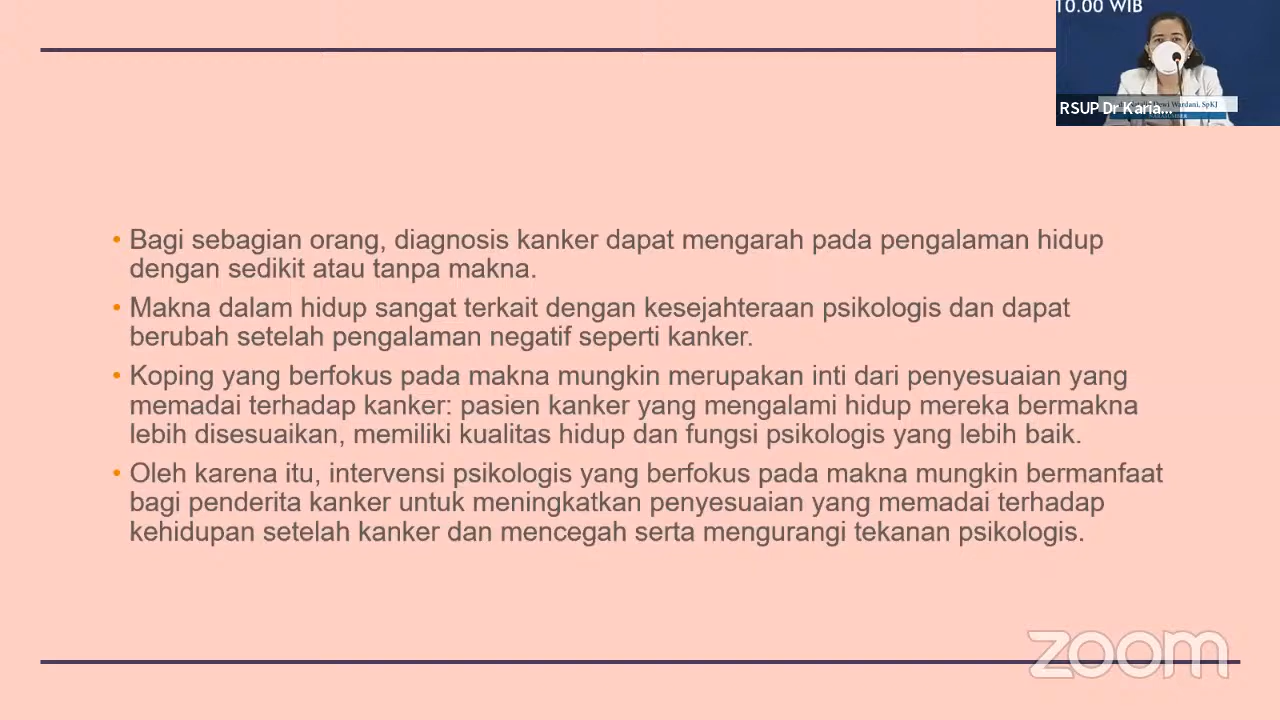 10.00 WIB
RSUP Dr Karia...
Dewi Wardani, SpKJ
Bagi sebagian orang, diagnosis kanker dapat mengarah pada pengalaman hidup
dengan sedikit atau tanpa makna.
Makna dalam hidup sangat terkait dengan kesejahteraan psikologis dan dapat
berubah setelah pengalaman negatif seperti kanker.
Koping yang berfokus pada makna mungkin merupakan inti dari penyesuaian yang
memadai terhadap kanker: pasien kanker yang mengalami hidup mereka bermakna
lebih disesuaikan, memiliki kualitas hidup dan fungsi psikologis yang lebih baik.
Oleh karena itu, intervensi psikologis yang berfokus pada makna mungkin bermanfaat
bagi penderita kanker untuk meningkatkan penyesuaian yang memadai terhadap
kehidupan setelah kanker dan mencegah serta mengurangi tekanan psikologis.
zoom